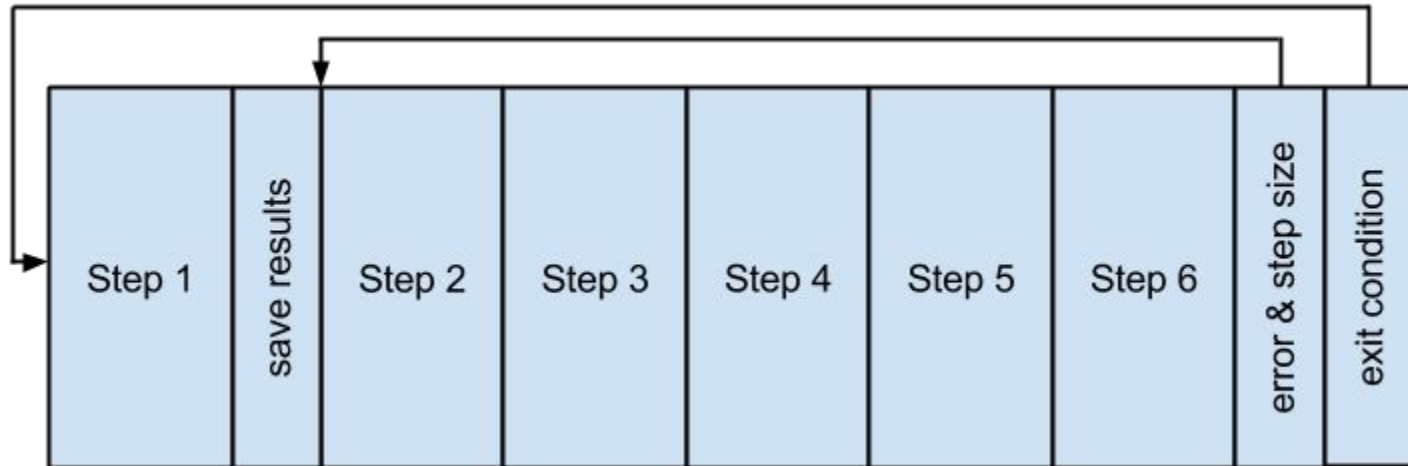 Step 1
save results
Step 2
Step 3
Step 4
Step 5
Step 6
error & step size
exit condition